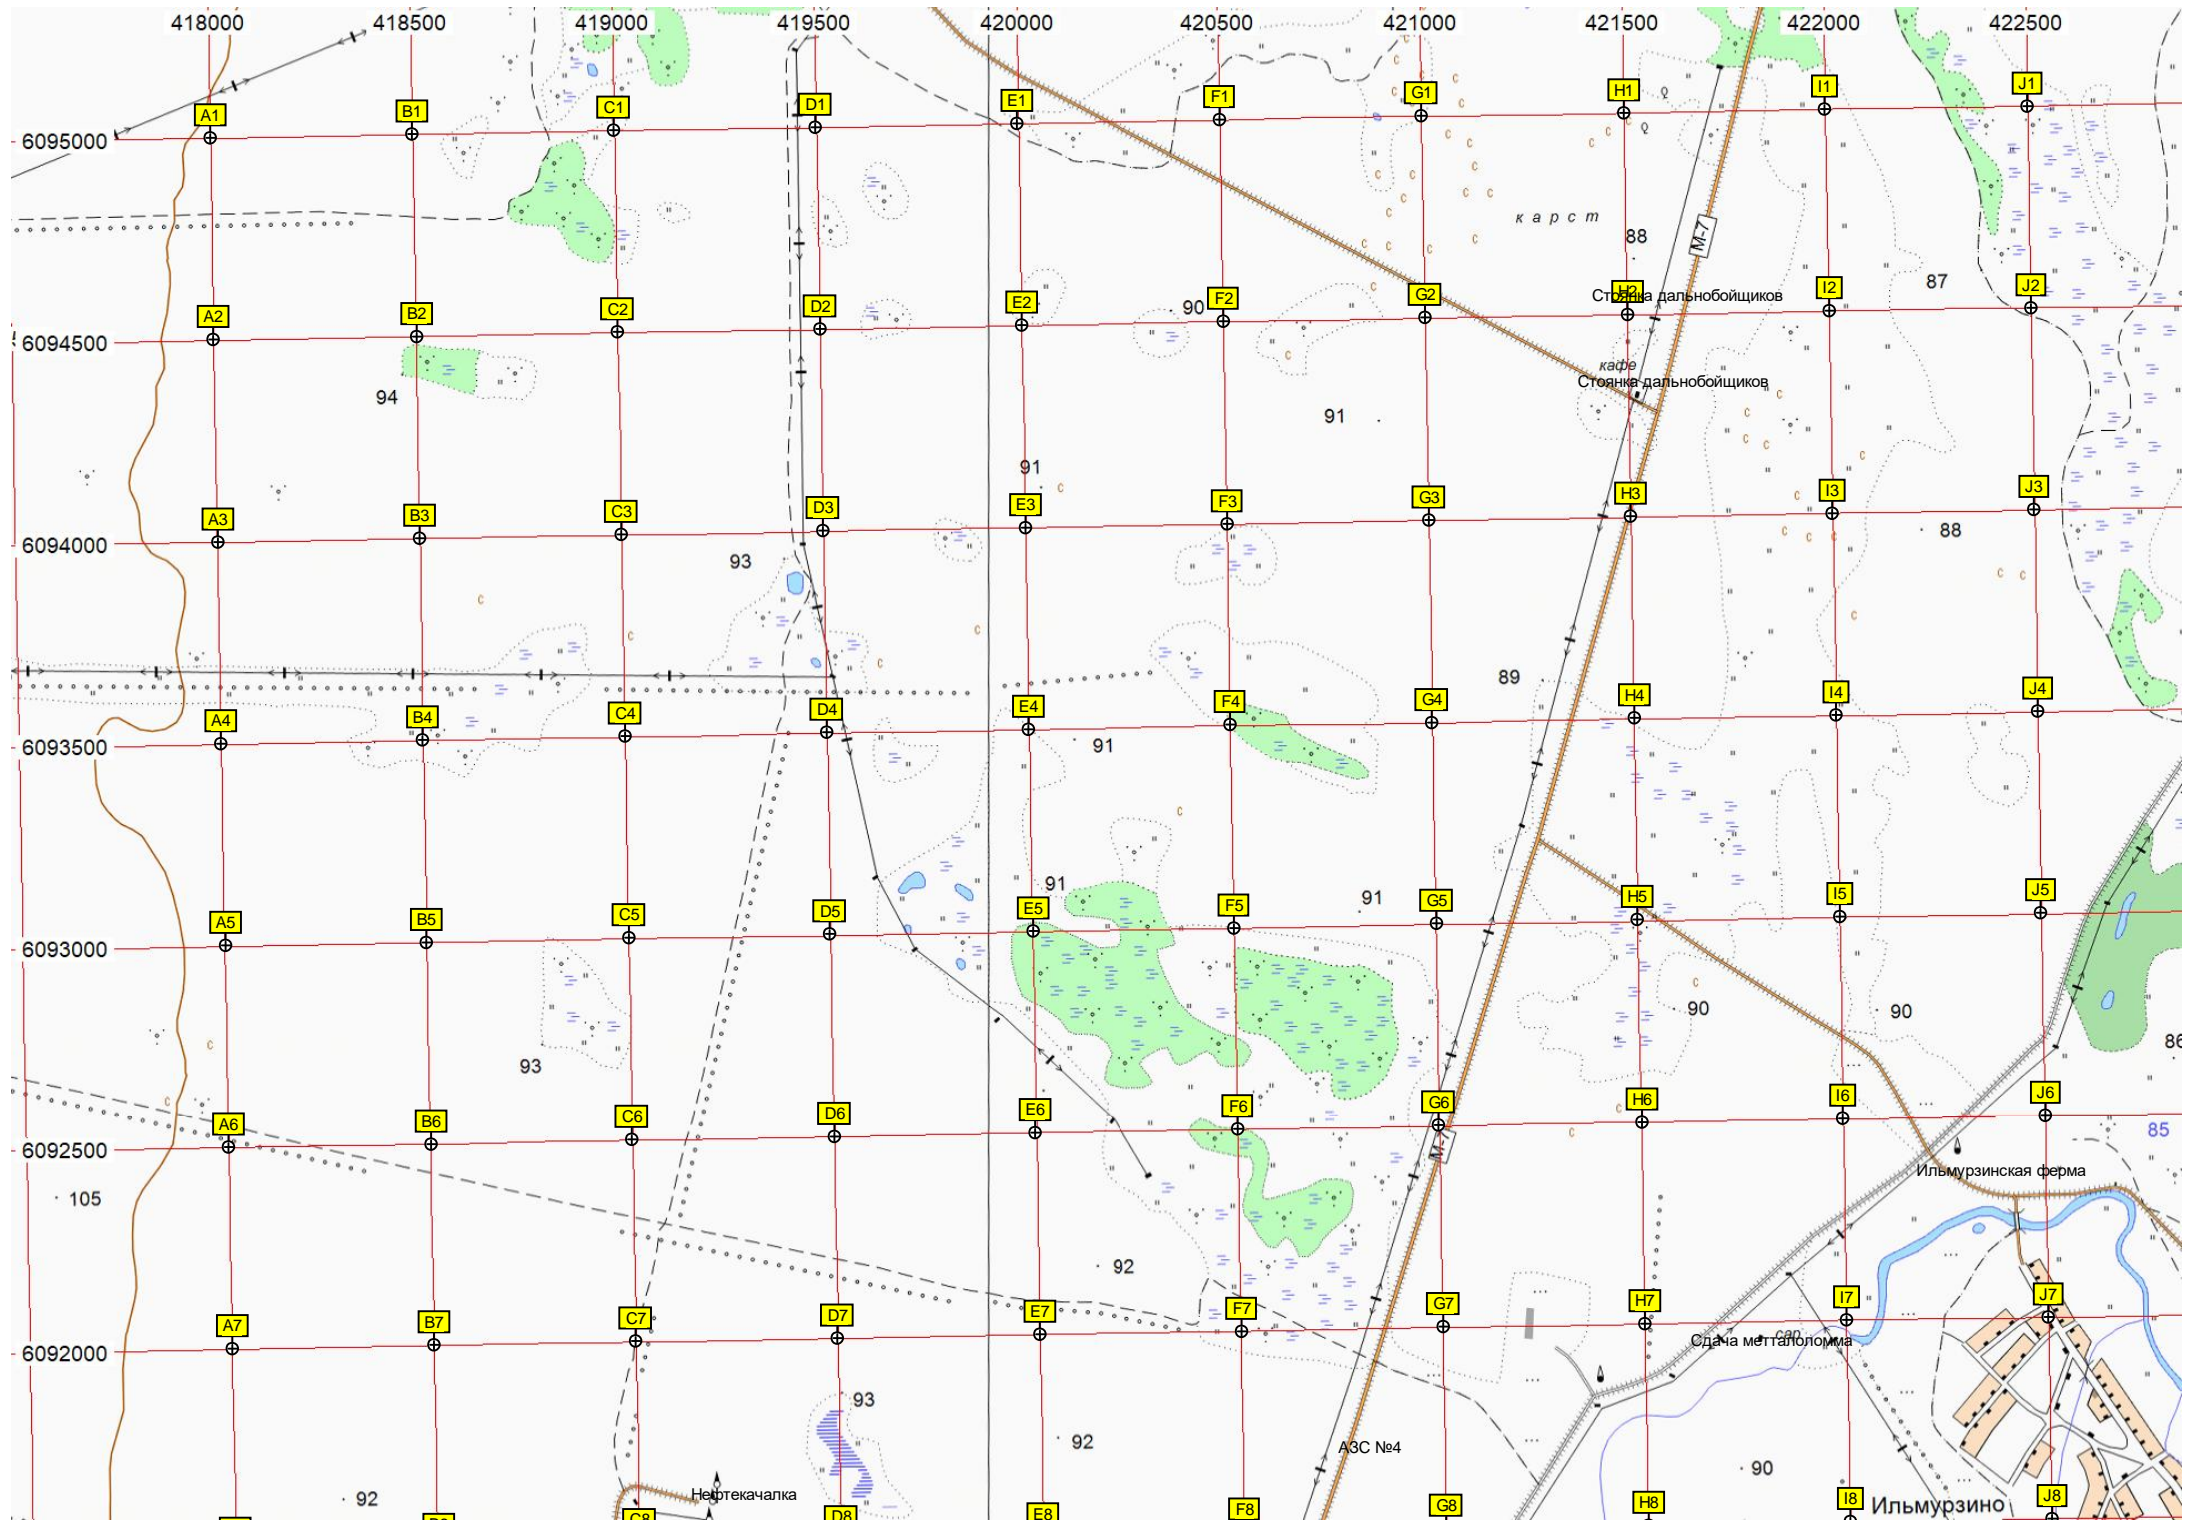 418000 418500 419000 419500 420000 420500 421000 421500 422000 422500
A1 B1 C1 D1 E1 F1 G1 H1 I1 J1
6095000
карст
88
М-7
87
90
A2 B2 C2 D2 E2 F2 G2 H2 I2 J2
Стоянка дальнобойщиков
6094500
кафе
Стоянка дальнобойщиков
94
91
91
A3 B3 C3 D3 E3 F3 G3 H3 I3 J3
6094000
93
88
89
A4 B4 C4 D4 E4 F4 G4 H4 I4 J4
6093500
91
91
91
A5 B5 C5 D5 E5 F5 G5 H5 I5 J5
6093000
90
90
86
93
A6 B6 C6 D6 E6 F6 G6 H6 I6 J6
6092500
М-7
85
Ильмурзинская ферма
105
92
A7 B7 C7 D7 E7 F7 G7 H7 I7 J7
6092000
сар.
Сдача метталоломма
93
92
АЗС №4
90
92
Нефтекачалка
C8 D8 E8 F8 G8 H8 I8 J8
Ильмурзино